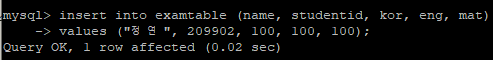 mysql> insert into examtable (name, studentid, kor, eng, mat)
    -> values ("정 연 ", 209902, 100, 100, 100);
Query OK, 1 row affected (0.02 sec)